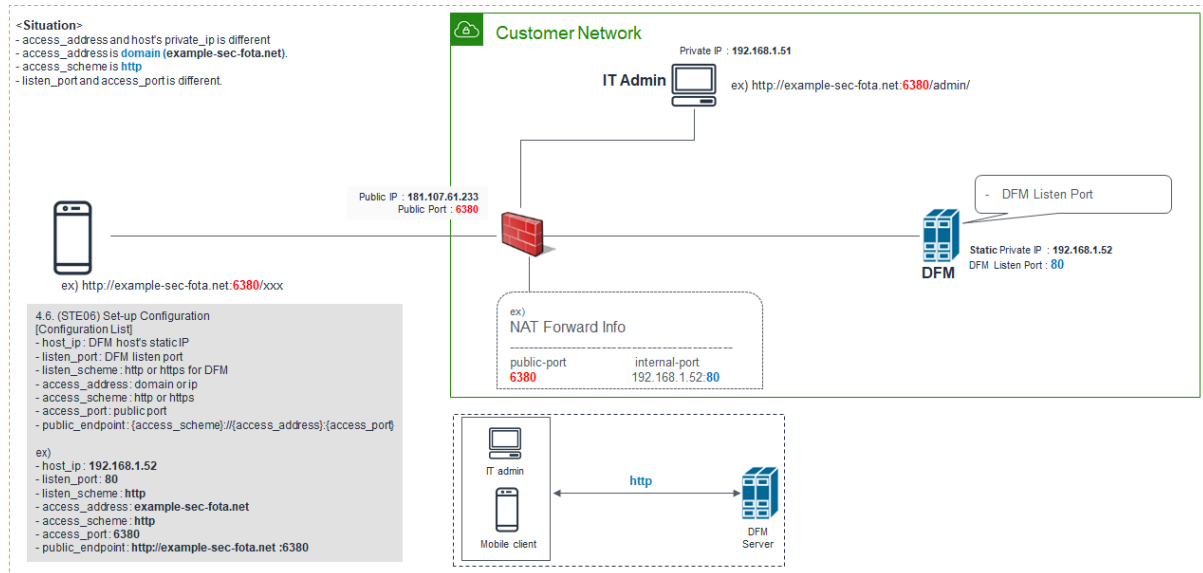 <Situation>
- access_address and host's private_ip is different
- access_address is domain (example-sec-fota.net).
- access_scheme is http
- listen_port and access_port is different.
Customer Network
Private IP : 192.168.1.51
IT Admin
ex) http://example-sec-fota.net:6380/admin/
Public IP : 181.107.61.233
Public Port : 6380
- DFM Listen Port
Static Private IP : 192.168.1.52
DFM Listen Port : 80
DFM
ex) http://example-sec-fota.net:6380/xxx
ex)
NAT Forward Info
--------------------------------------------------
public-port internal-port
6380 192.168.1.52:80
4.6. (STE06) Set-up Configuration
[Configuration List]
- host_ip: DFM host's static IP
- listen_port: DFM listen port
- listen_scheme: http or https for DFM
- access_address: domain or ip
- access_scheme: http or https
- access_port: public port
- public_endpoint: {access_scheme}://{access_address}:{access_port}
ex)
- host_ip: 192.168.1.52
- listen_port: 80
- listen_scheme: http
- access_address: example-sec-fota.net
- access_scheme: http
- access_port: 6380
- public_endpoint: http://example-sec-fota.net :6380
IT admin
http
Mobile client
DFM
Server